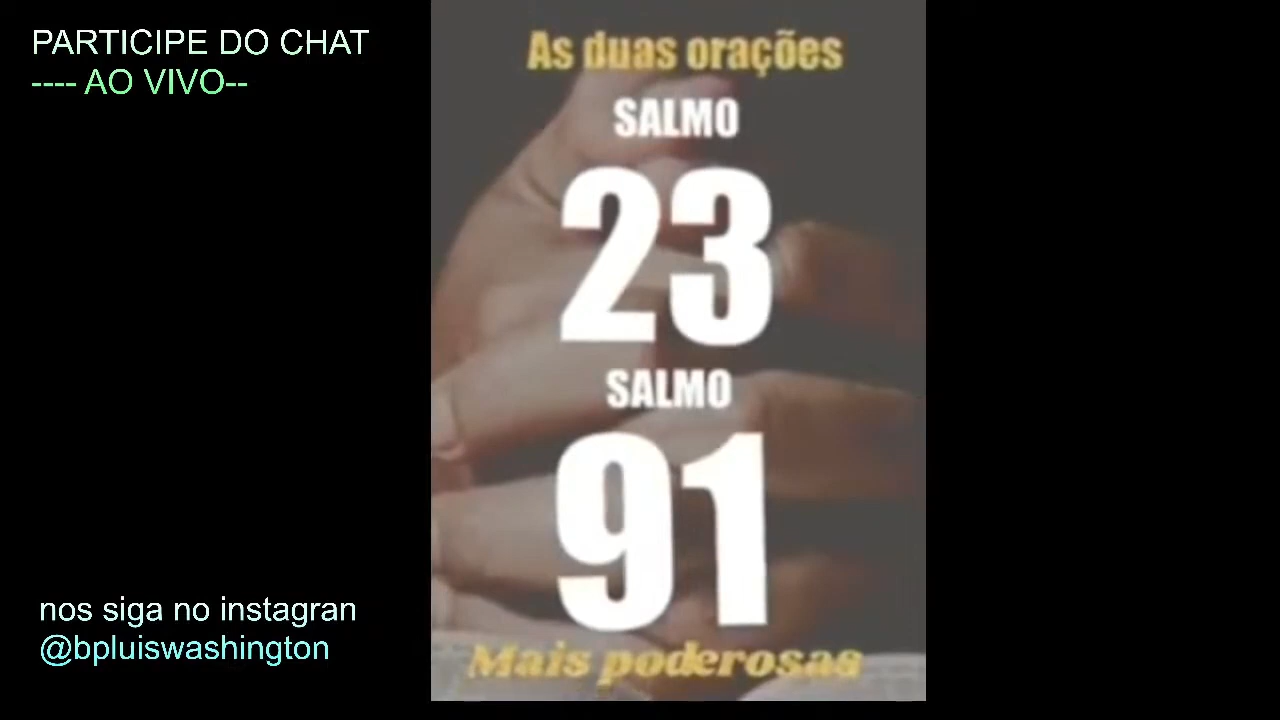 PARTICIPE DO CHAT
---- AO VIVO--
As duas orações
SALMO
23
SALMO
91
Mais poderosas
nos siga no instagran
@bpluiswashington